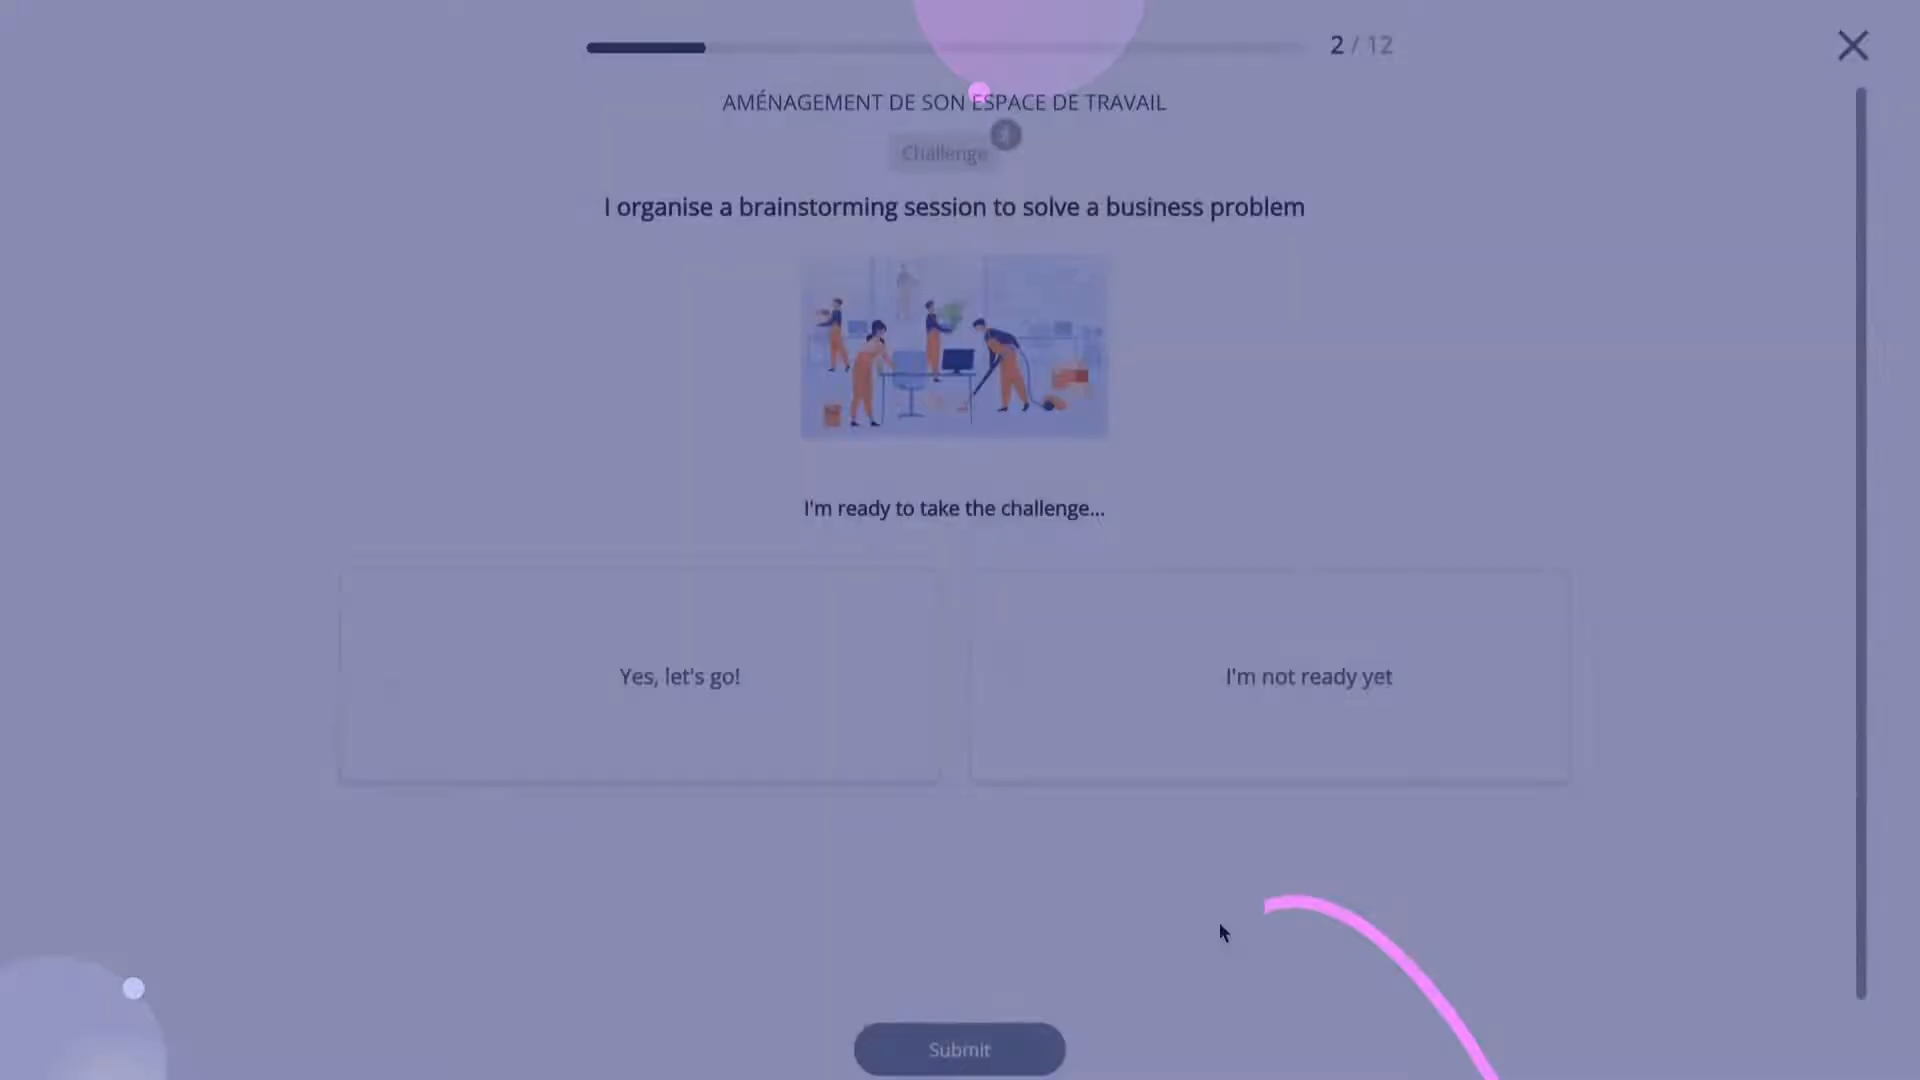 2 / 12
AMÉNAGEMENT DE SON ESPACE DE TRAVAIL
Challenge
I organise a brainstorming session to solve a business problem
I'm ready to take the challenge...
Yes, let's go!
I'm not ready yet
Submit